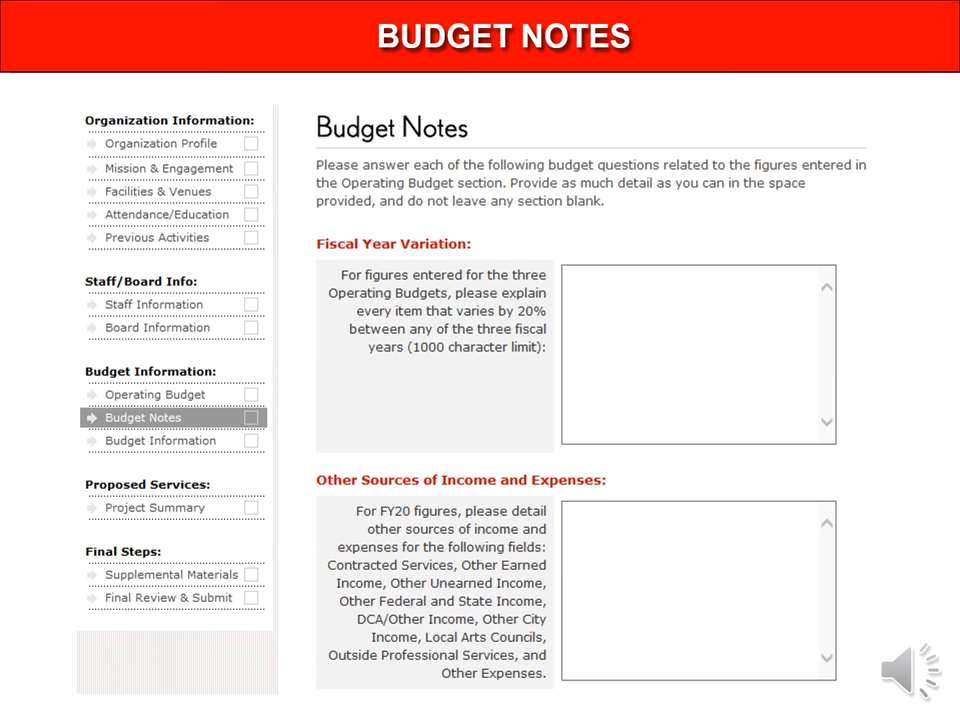 BUDGET NOTES
Organization Information:
Organization Profile
Mission & Engagement
Facilities & Venues
Attendance/Education
Previous Activities
Staff/Board Info:
Staff Information
Board Information
Budget Information:
Operating Budget
Budget Notes
Budget Information
Proposed Services:
Project Summary
Final Steps:
Supplemental Materials
Final Review & Submit
Budget Notes
Please answer each of the following budget questions related to the figures entered in
the Operating Budget section. Provide as much detail as you can in the space
provided, and do not leave any section blank.
Fiscal Year Variation:
For figures entered for the three
Operating Budgets, please explain
every item that varies by 20%
between any of the three fiscal
years (1000 character limit):
Other Sources of Income and Expenses:
For FY20 figures, please detail
other sources of income and
expenses for the following fields:
Contracted Services, Other Earned
Income, Other Unearned Income,
Other Federal and State Income,
DCA/Other Income, Other City
Income, Local Arts Councils,
Outside Professional Services, and
Other Expenses.